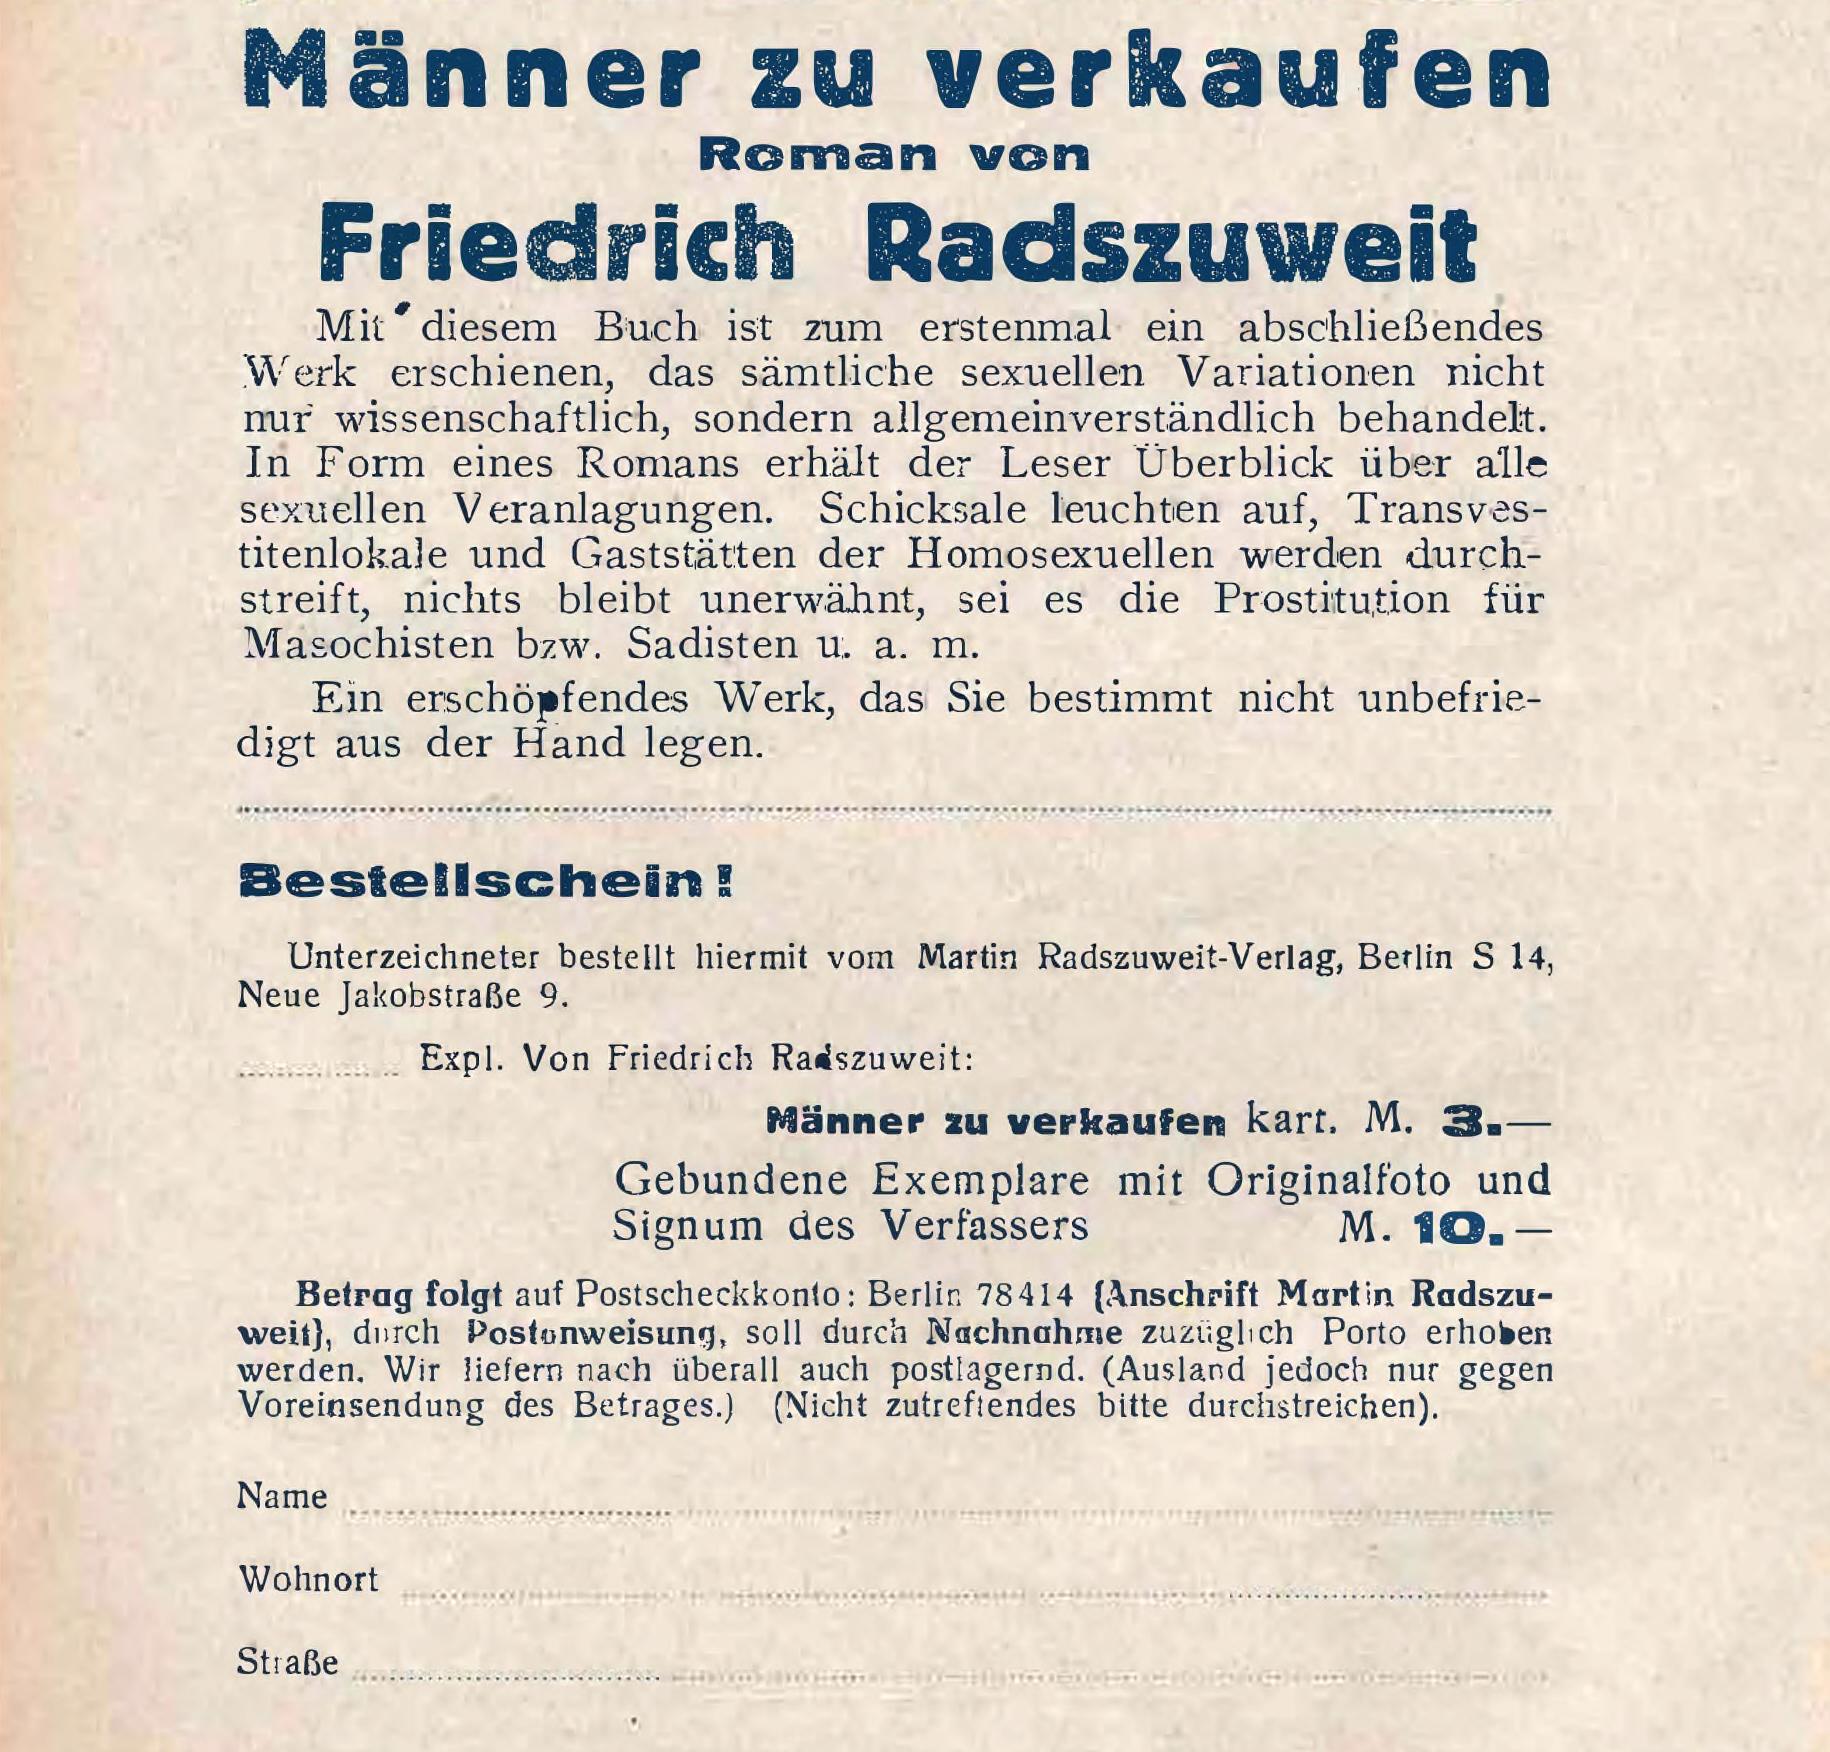 Männer zu verkaufen
Roman von
Friedrich Radszuweit
Mit diesem Buch ist zum erstenmal ein abschließendes
Werk erschienen, das sämtliche sexuellen Variationen nicht
nur wissenschaftlich, sondern allgemeinverständlich behandelt.
In Form eines Romans erhält der Leser Überblick über alle
sexuellen Veranlagungen. Schicksale leuchten auf, Transves-
titenlokale und Gaststätten der Homosexuellen werden durch-
streift, nichts bleibt unerwähnt, sei es die Prostitution für
Masochisten bzw. Sadisten u. a. m.
Ein erschöpfendes Werk, das Sie bestimmt nicht unbefrie-
digt aus der Hand legen.
Bestellschein!
Unterzeichneter bestellt hiermit vom Martin Radszuweit-Verlag, Berlin S 14,
Neue Jakobstraße 9.
Expl. Von Friedrich Radszuweit:
Männer zu verkaufen kart. M. 3.—
Gebundene Exemplare mit Originalfoto und
Signum des Verfassers M. 10.—
Betrag folgt auf Postscheckkonto: Berlin 78414 (Anschrift Martin Radszu-
weit), durch Postanweisung, soll durch Nachnahme zuzüglich Porto erhoben
werden. Wir liefern nach überall auch postlagernd. (Ausland jedoch nur gegen
Voreinsendung des Betrages.) (Nicht zutreffendes bitte durchstreichen).
Name
Wohnort
Straße